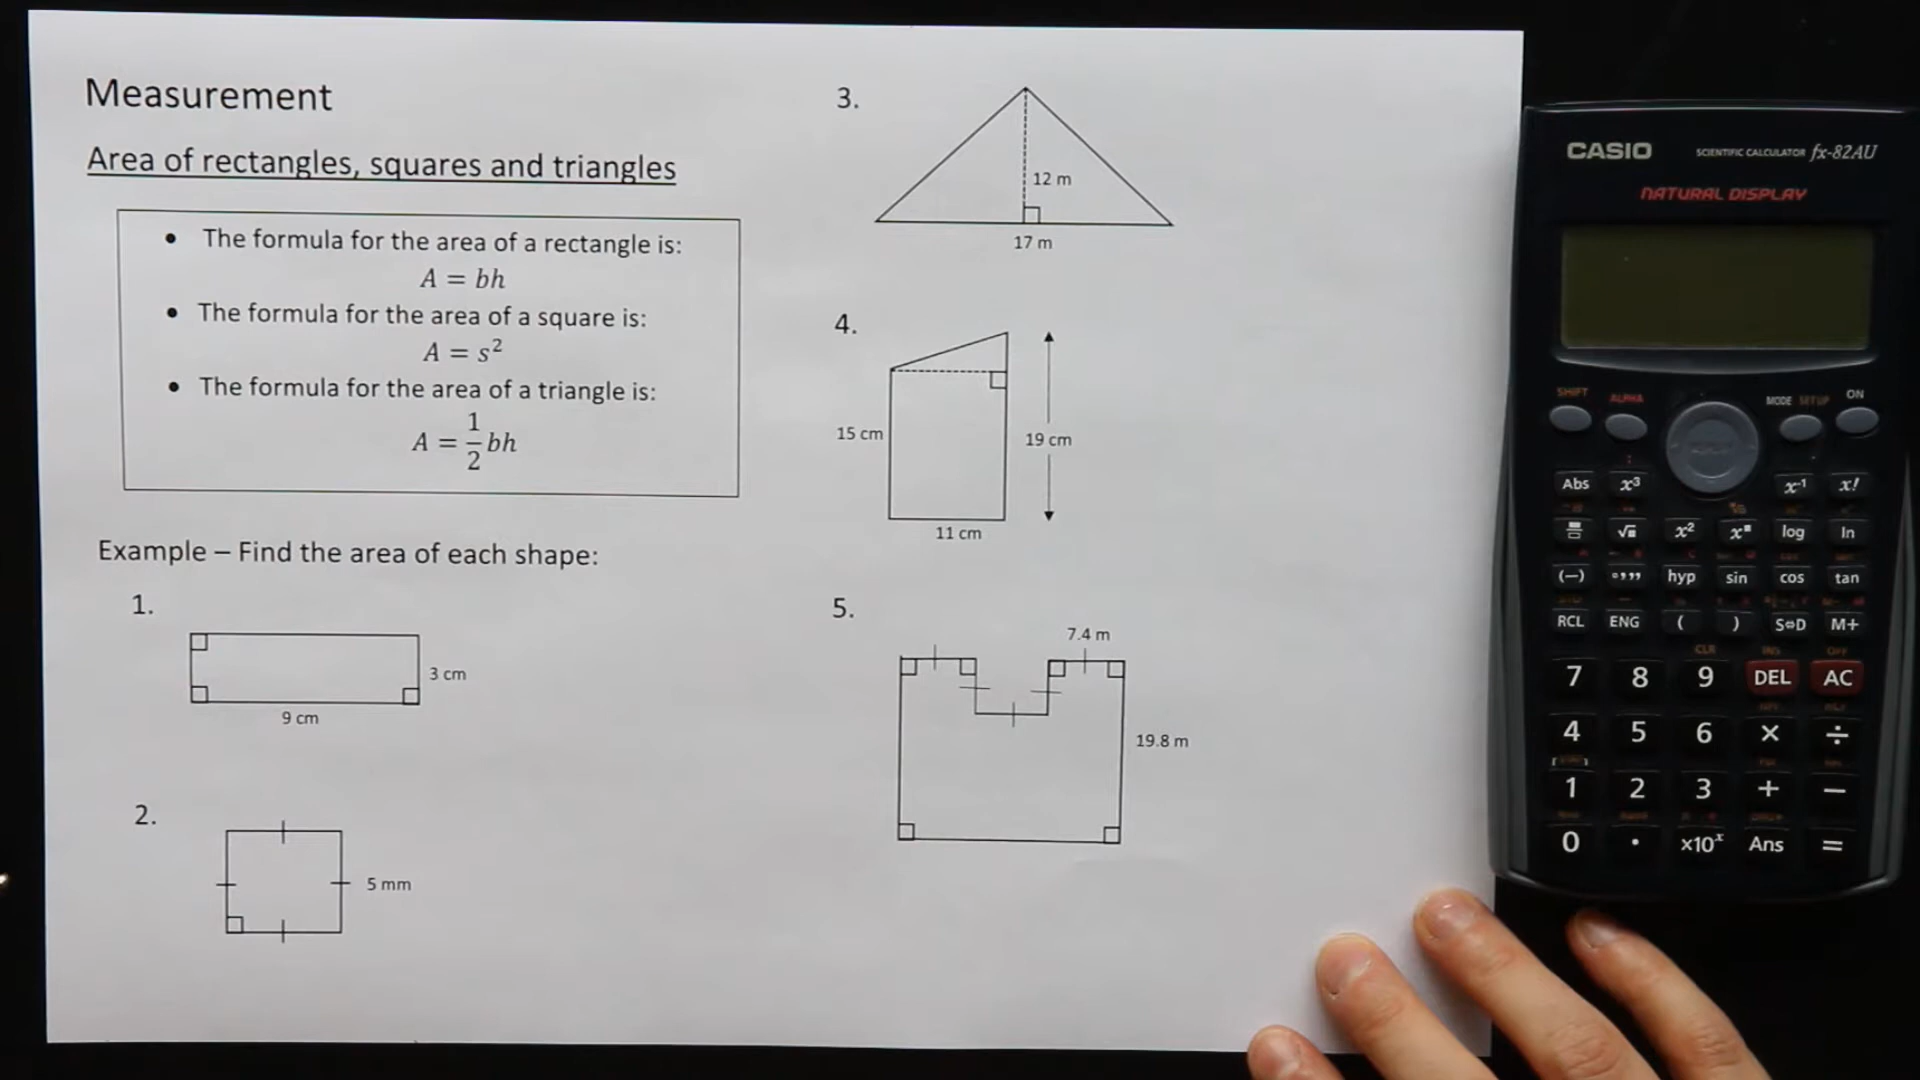 Measurement
Area of rectangles, squares and triangles
• The formula for the area of a rectangle is:
A = bh
• The formula for the area of a square is:
A = s²
• The formula for the area of a triangle is:
A = 1/2 bh
Example – Find the area of each shape:
1.
3 cm
9 cm
2.
5 mm
3.
12 m
17 m
4.
15 cm
19 cm
11 cm
5.
7.4 m
19.8 m
CASIO SCIENTIFIC CALCULATOR fx-82AU
NATURAL DISPLAY
SHIFT ALPHA MODE SETUP ON
Abs x³ x⁻¹ x!
√ x² x■ log ln
(−) °,,, hyp sin cos tan
RCL ENG ( ) S⇔D M+
CLR INS OFF
7 8 9 DEL AC
4 5 6 × ÷
1 2 3 + −
0 . ×10ˣ Ans =